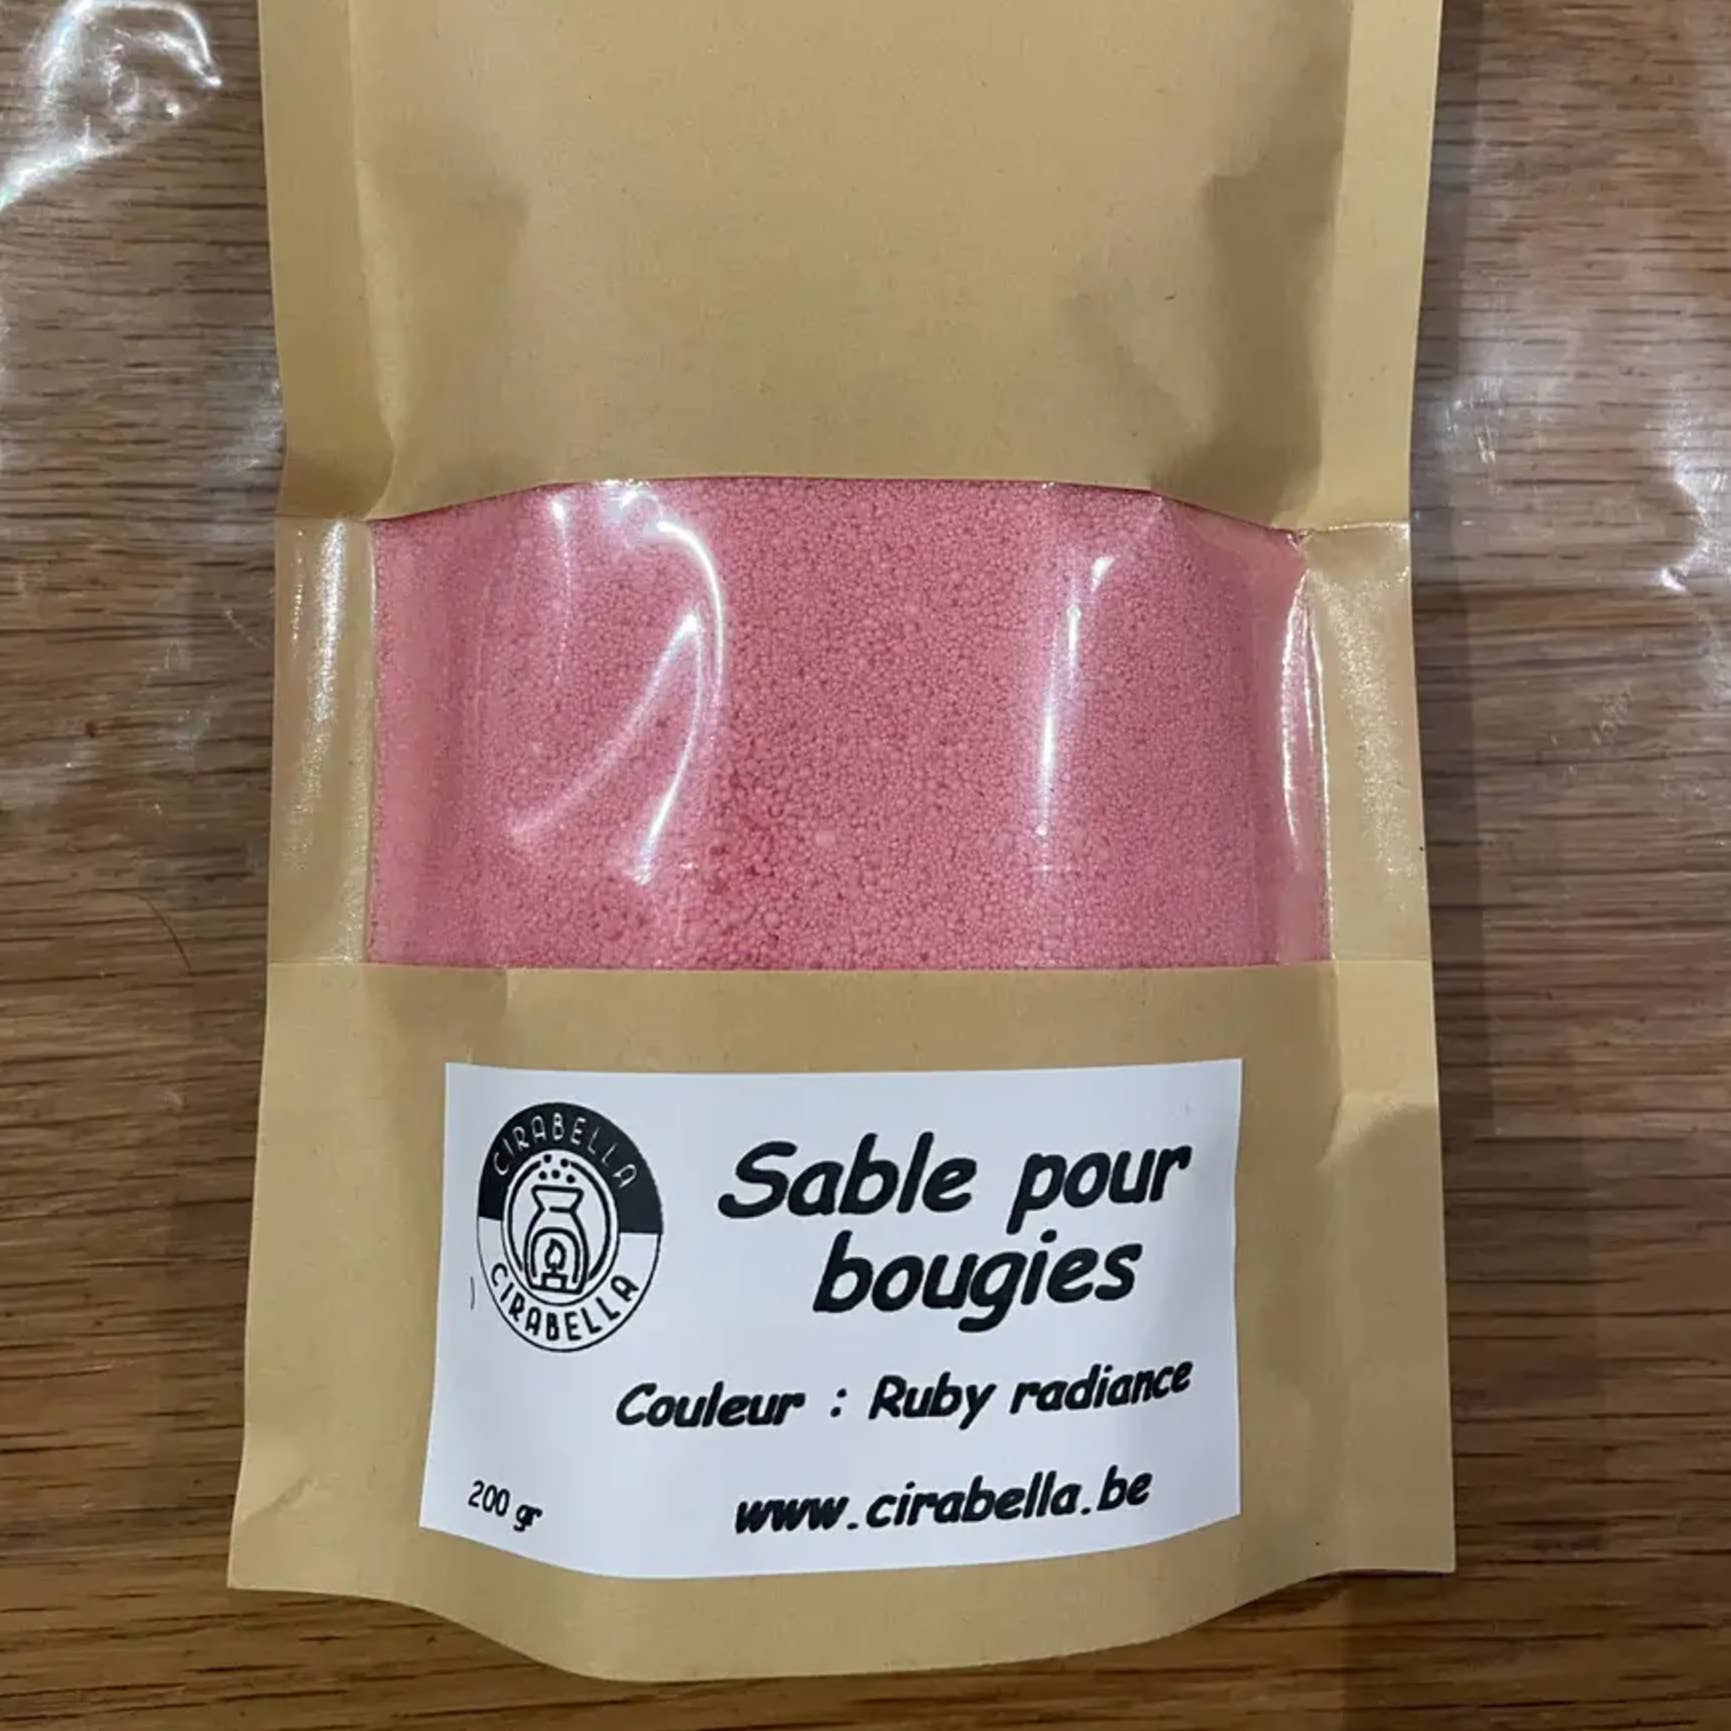 CIRABELLA
CIRABELLA
Sable pour
bougies
Couleur : Ruby radiance
200 gr
www.cirabella.be